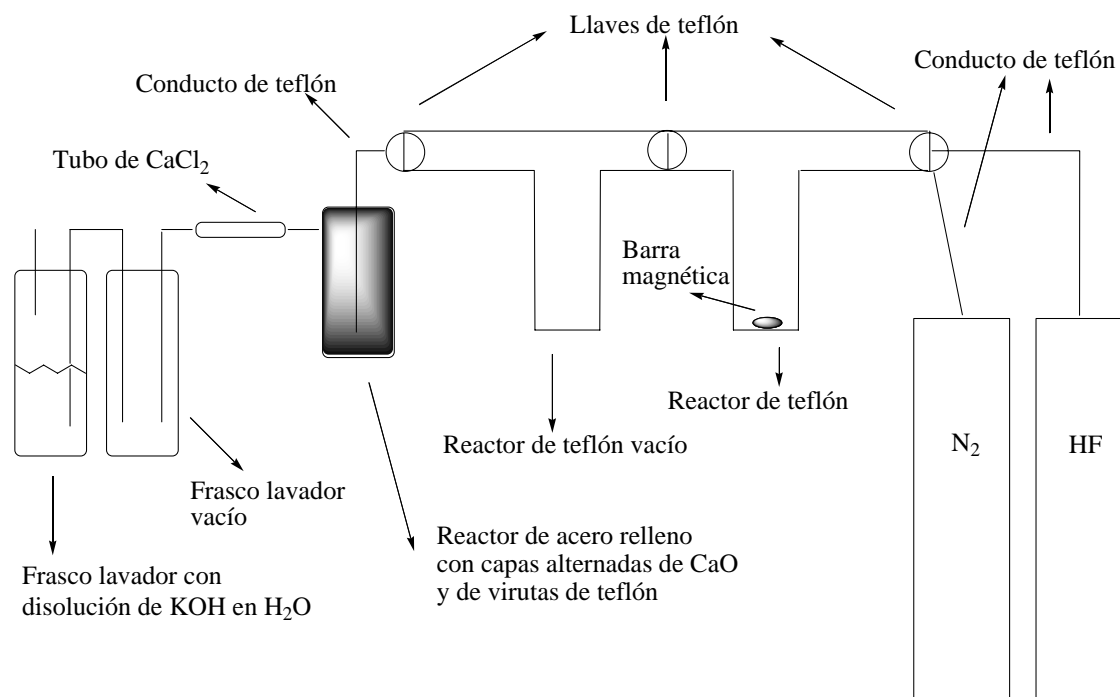 Llaves de teflón
Conducto de teflón
Conducto de teflón
Tubo de CaCl₂
Barra
magnética
Reactor de teflón
Reactor de teflón vacío
N₂
HF
Frasco lavador
vacío
Reactor de acero relleno
con capas alternadas de CaO
y de virutas de teflón
Frasco lavador con
disolución de KOH en H₂O